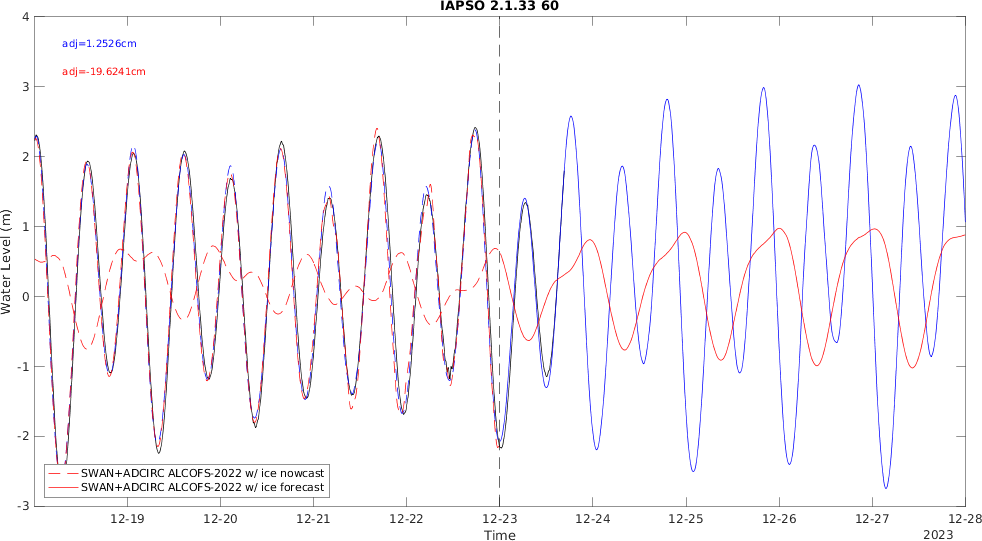 IAPSO 2.1.33 60
4
adj=1.2526cm
adj=-19.6241cm
3
2
1
0
-1
-2
-3
Water Level (m)
SWAN+ADCIRC ALCOFS-2022 w/ ice nowcast
SWAN+ADCIRC ALCOFS-2022 w/ ice forecast
12-19 12-20 12-21 12-22 12-23 12-24 12-25 12-26 12-27 12-28
Time
2023